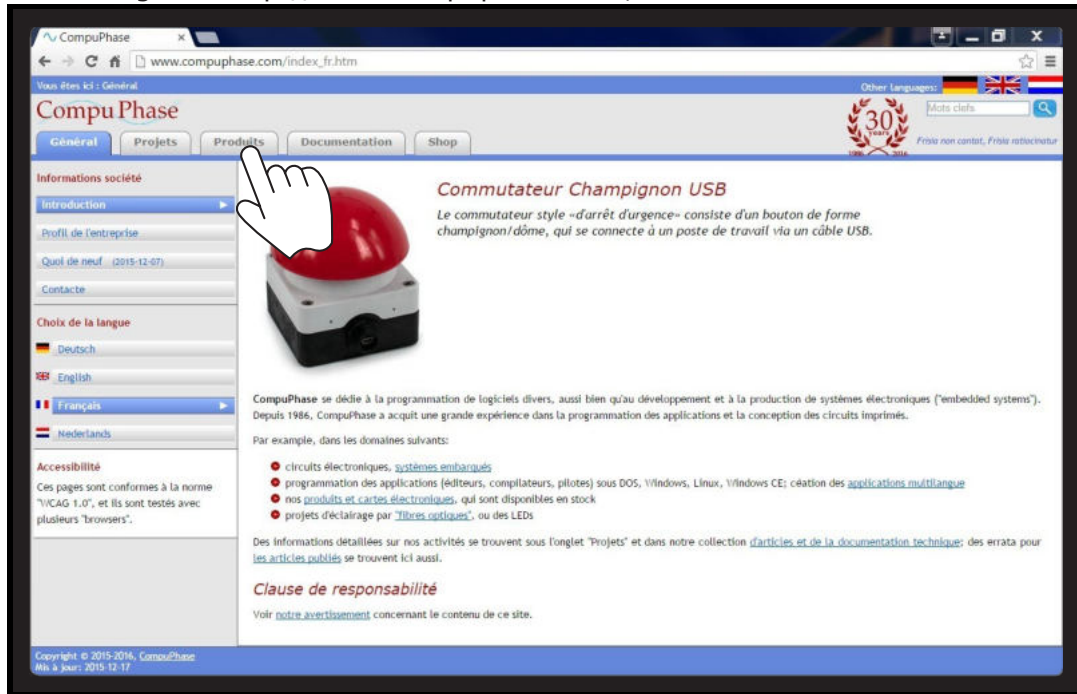 CompuPhase
www.compuphase.com/index_fr.htm
Vous êtes ici : Général
Other languages:
CompuPhase
30
years
1986
2016
Mots clefs
Frisia non cantat, Frisia ratiocinatur
Général
Projets
Produits
Documentation
Shop
Informations société
Introduction
Profil de l'entreprise
Quoi de neuf (2015-12-07)
Contacte
Choix de la langue
Deutsch
English
Français
Nederlands
Accessibilité
Ces pages sont conformes à la norme
"WCAG 1.0", et ils sont testés avec
plusieurs "browsers".
Commutateur Champignon USB
Le commutateur style «d'arrêt d'urgence» consiste d'un bouton de forme
champignon/dôme, qui se connecte à un poste de travail via un câble USB.
CompuPhase se dédie à la programmation de logiciels divers, aussi bien qu'au développement et à la production de systèmes électroniques ("embedded systems").
Depuis 1986, CompuPhase a acquit une grande expérience dans la programmation des applications et la conception des circuits imprimés.
Par example, dans les domaines suivants:
circuits électroniques, systèmes embarqués
programmation des applications (éditeurs, compilateurs, pilotes) sous DOS, Windows, Linux, Windows CE; céation des applications multilangue
nos produits et cartes électroniques, qui sont disponibles en stock
projets d'éclairage par "fibres optiques", ou des LEDs
Des informations détaillées sur nos activités se trouvent sous l'onglet "Projets" et dans notre collection d'articles et de la documentation technique; des errata pour
les articles publiés se trouvent ici aussi.
Clause de responsabilité
Voir notre avertissement concernant le contenu de ce site.
Copyright © 2015-2016, CompuPhase
Mis à jour: 2015-12-17